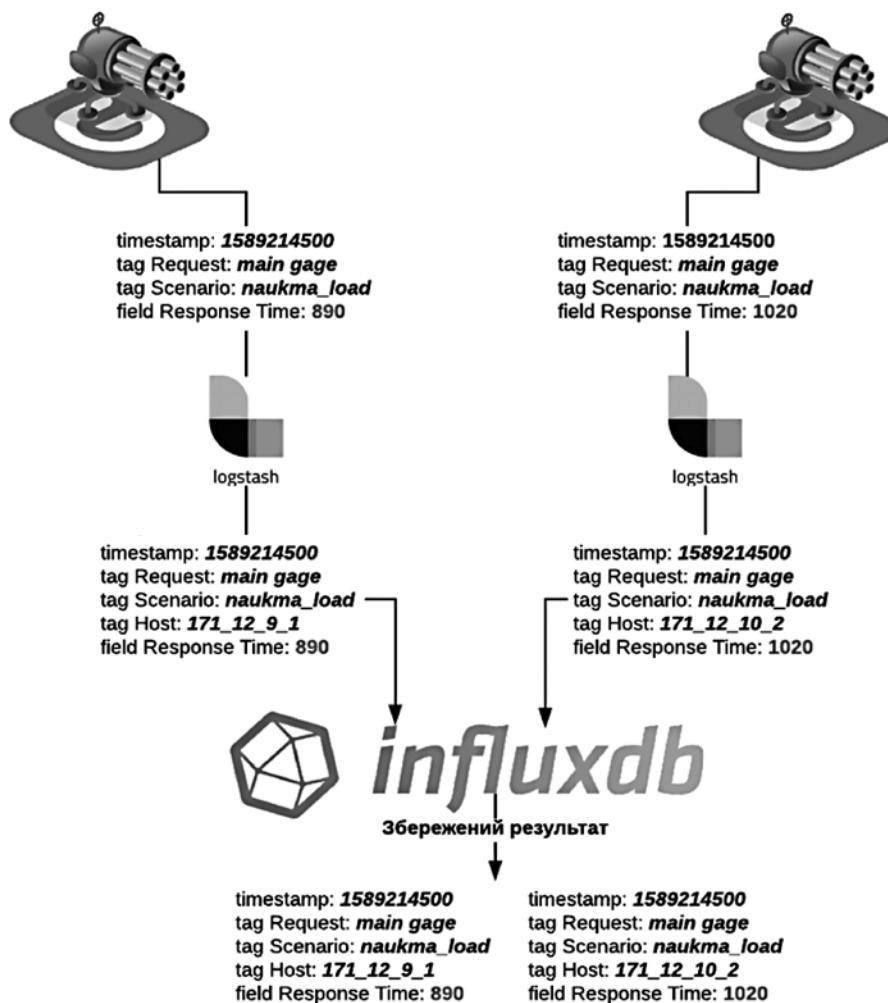 timestamp: 1589214500
tag Request: main gage
tag Scenario: naukma_load
field Response Time: 890
timestamp: 1589214500
tag Request: main gage
tag Scenario: naukma_load
field Response Time: 1020
logstash
logstash
timestamp: 1589214500
tag Request: main gage
tag Scenario: naukma_load
tag Host: 171_12_9_1
field Response Time: 890
timestamp: 1589214500
tag Request: main gage
tag Scenario: naukma_load
tag Host: 171_12_10_2
field Response Time: 1020
influxdb
Збережений результат
timestamp: 1589214500
tag Request: main gage
tag Scenario: naukma_load
tag Host: 171_12_9_1
field Response Time: 890
timestamp: 1589214500
tag Request: main gage
tag Scenario: naukma_load
tag Host: 171_12_10_2
field Response Time: 1020